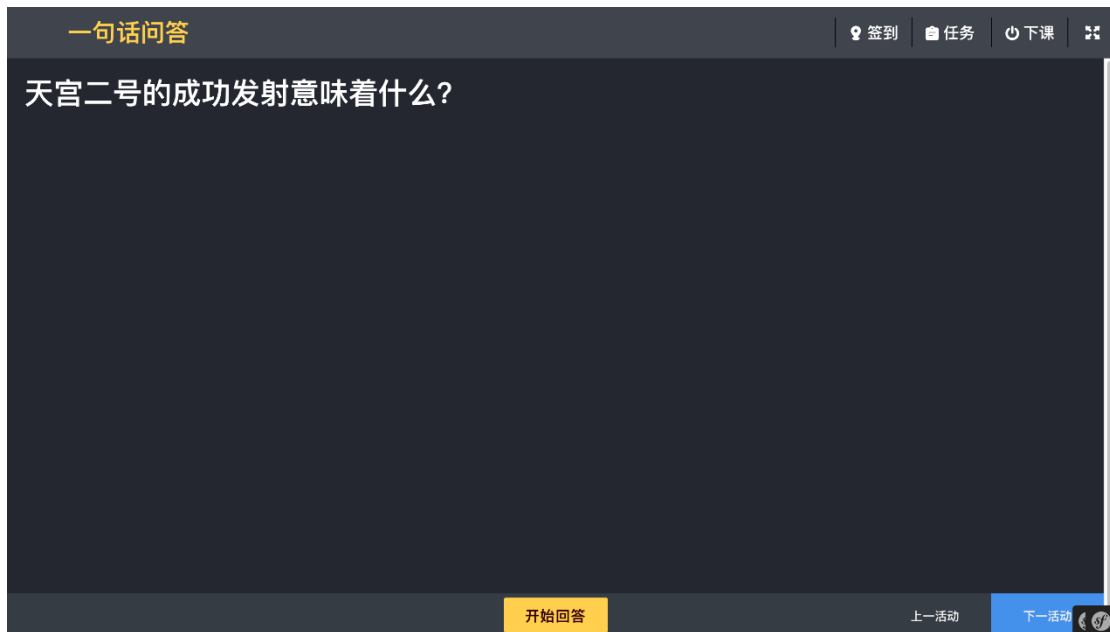 一句话问答
签到 任务 下课
天宫二号的成功发射意味着什么?
开始回答
上一活动 下一活动